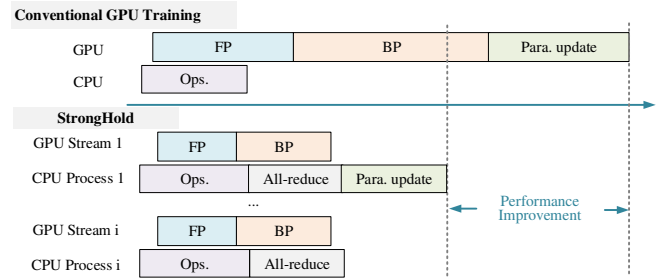 Conventional GPU Training
GPU FP BP Para. update
CPU Ops.
StrongHold
GPU Stream 1 FP BP
CPU Process 1 Ops. All-reduce Para. update
...
Performance
Improvement
GPU Stream i FP BP
CPU Process i Ops. All-reduce